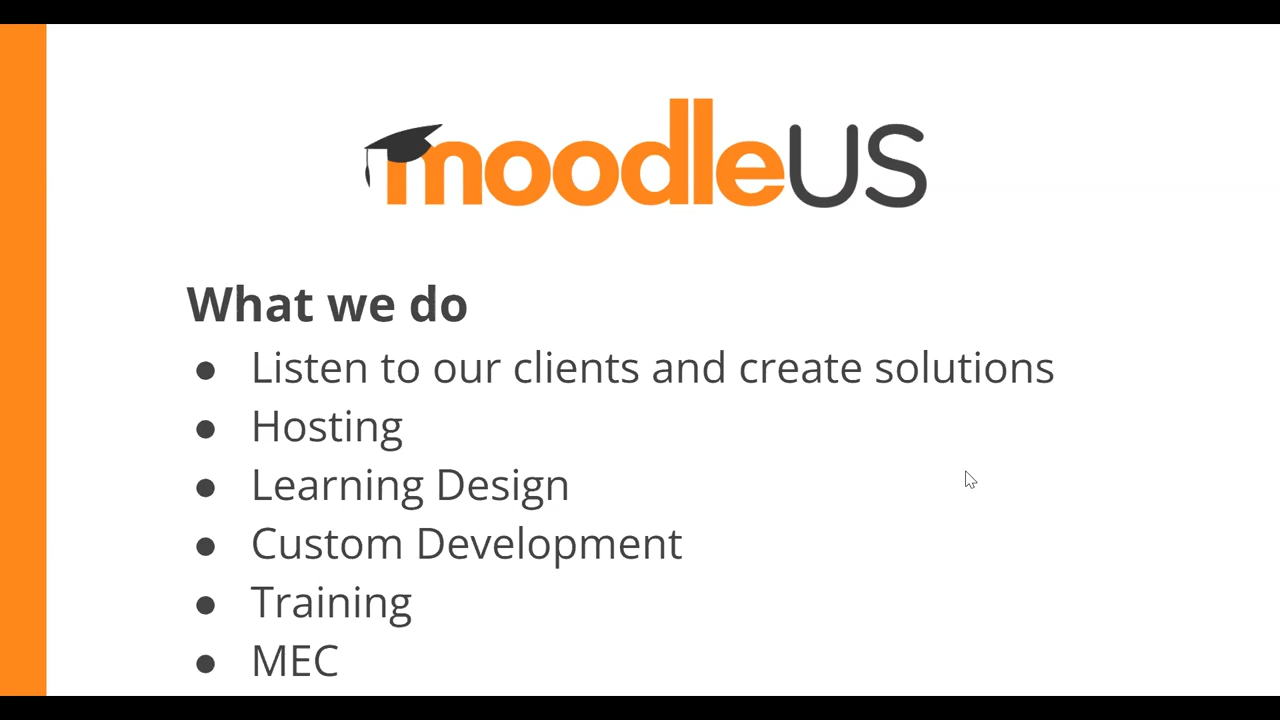 moodleUS
What we do
● Listen to our clients and create solutions
● Hosting
● Learning Design
● Custom Development
● Training
● MEC